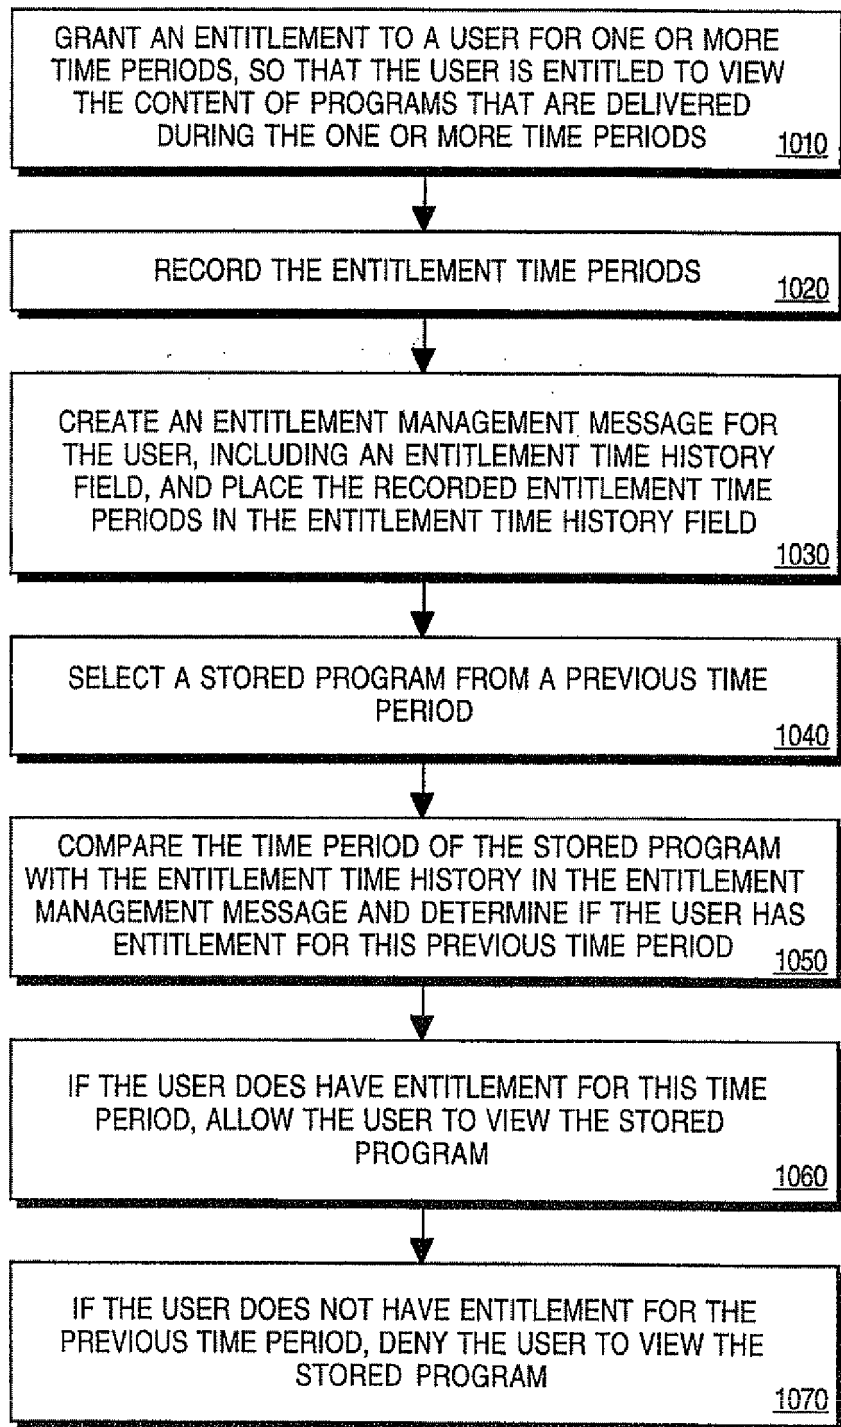 GRANT AN ENTITLEMENT TO A USER FOR ONE OR MORE
TIME PERIODS, SO THAT THE USER IS ENTITLED TO VIEW
THE CONTENT OF PROGRAMS THAT ARE DELIVERED
DURING THE ONE OR MORE TIME PERIODS
1010
RECORD THE ENTITLEMENT TIME PERIODS
1020
CREATE AN ENTITLEMENT MANAGEMENT MESSAGE FOR
THE USER, INCLUDING AN ENTITLEMENT TIME HISTORY
FIELD, AND PLACE THE RECORDED ENTITLEMENT TIME
PERIODS IN THE ENTITLEMENT TIME HISTORY FIELD
1030
SELECT A STORED PROGRAM FROM A PREVIOUS TIME
PERIOD
1040
COMPARE THE TIME PERIOD OF THE STORED PROGRAM
WITH THE ENTITLEMENT TIME HISTORY IN THE ENTITLEMENT
MANAGEMENT MESSAGE AND DETERMINE IF THE USER HAS
ENTITLEMENT FOR THIS PREVIOUS TIME PERIOD
1050
IF THE USER DOES HAVE ENTITLEMENT FOR THIS TIME
PERIOD, ALLOW THE USER TO VIEW THE STORED
PROGRAM
1060
IF THE USER DOES NOT HAVE ENTITLEMENT FOR THE
PREVIOUS TIME PERIOD, DENY THE USER TO VIEW THE
STORED PROGRAM
1070